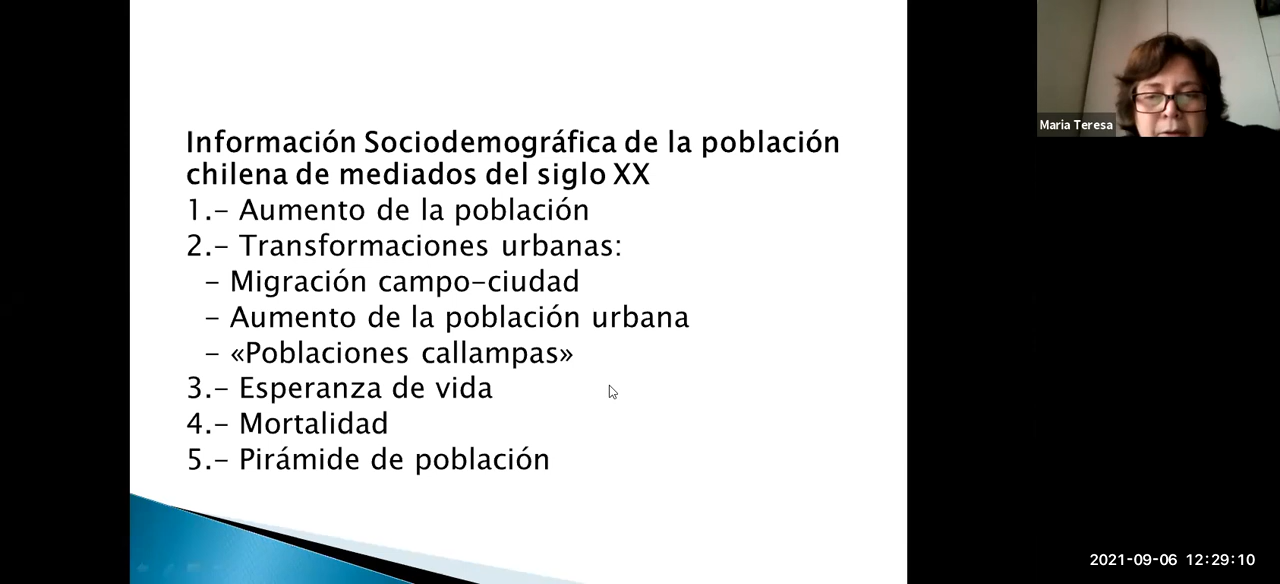 Información Sociodemográfica de la población
chilena de mediados del siglo XX
1.- Aumento de la población
2.- Transformaciones urbanas:
- Migración campo-ciudad
- Aumento de la población urbana
- «Poblaciones callampas»
3.- Esperanza de vida
4.- Mortalidad
5.- Pirámide de población
Maria Teresa
2021-09-06 12:29:10